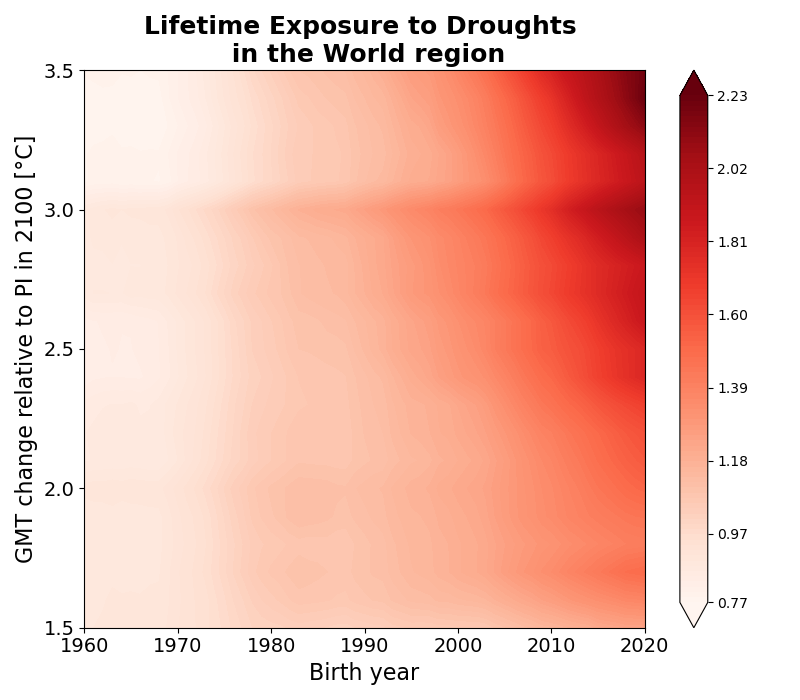 Lifetime Exposure to Droughts
in the World region
GMT change relative to PI in 2100 [°C]
3.5
3.0
2.5
2.0
1.5
1960 1970 1980 1990 2000 2010 2020
Birth year
2.23
2.02
1.81
1.60
1.39
1.18
0.97
0.77